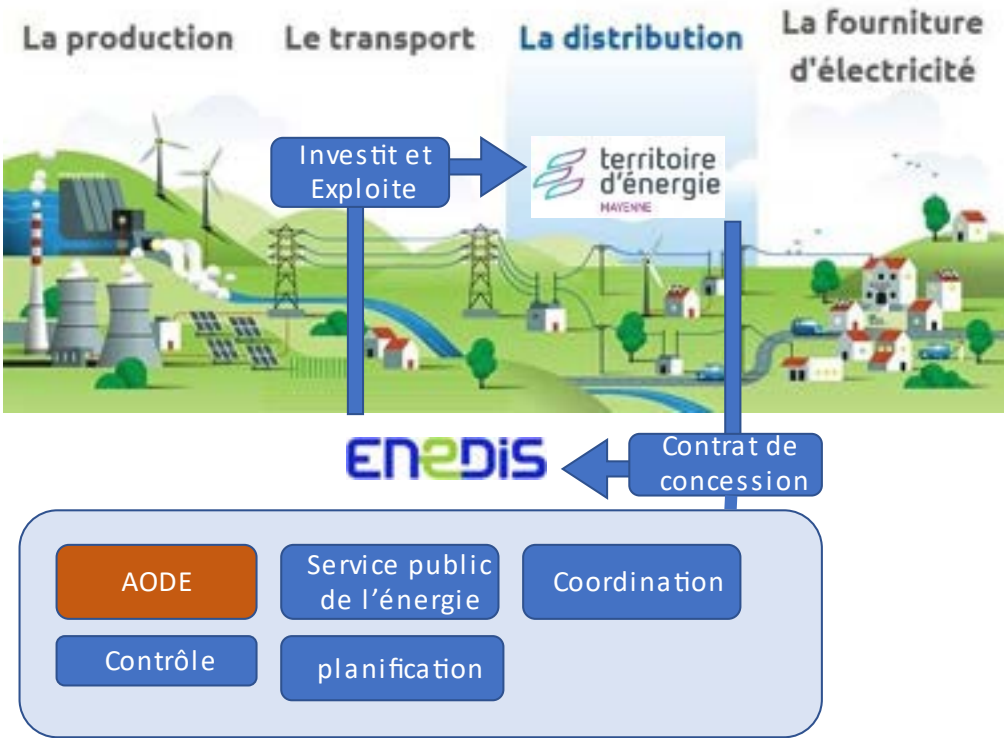 La production
Le transport
La distribution
La fourniture
d'électricité
Investit et
Exploite
territoire
d'énergie
MAYENNE
ENEDIS
Contrat de
concession
AODE
Service public
de l'énergie
Coordination
Contrôle
planification